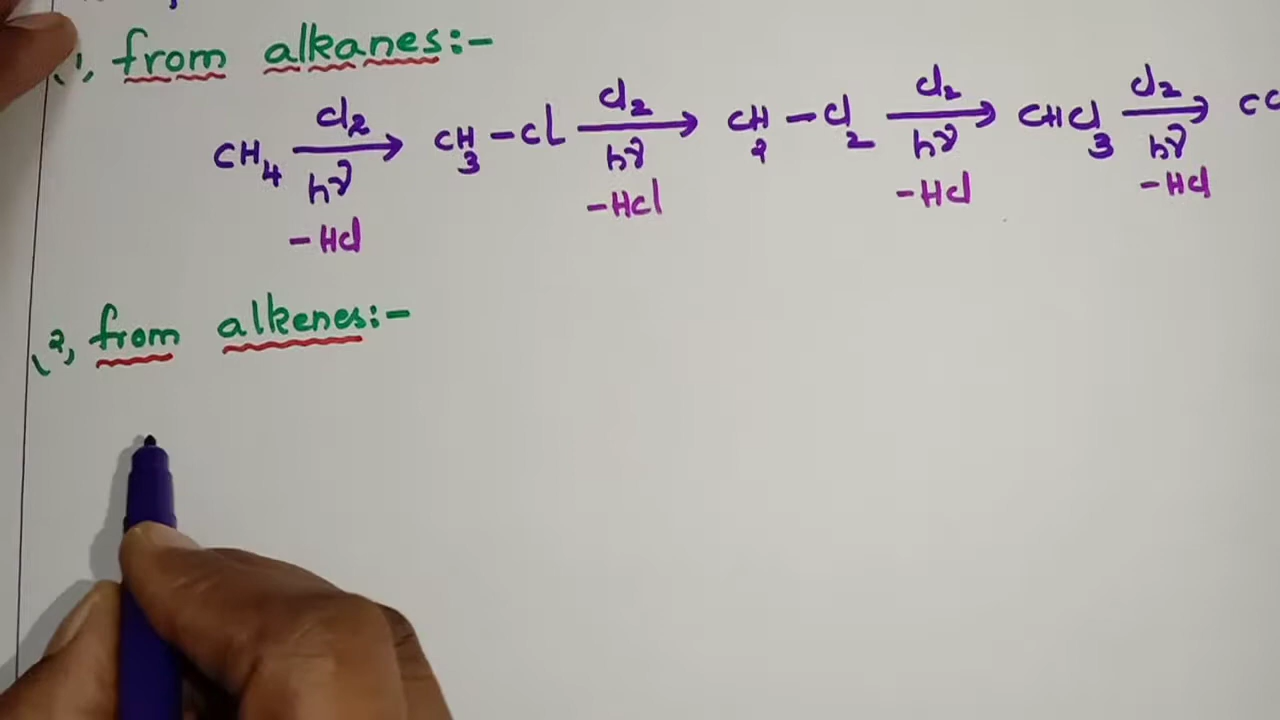 (1) from alkanes:-
CH4 Cl2 hν -HCl → CH3-Cl Cl2 hν -HCl → CH2-Cl2 Cl2 hν -HCl → CHCl3 Cl2 hν -HCl → CC
(2) from alkenes:-